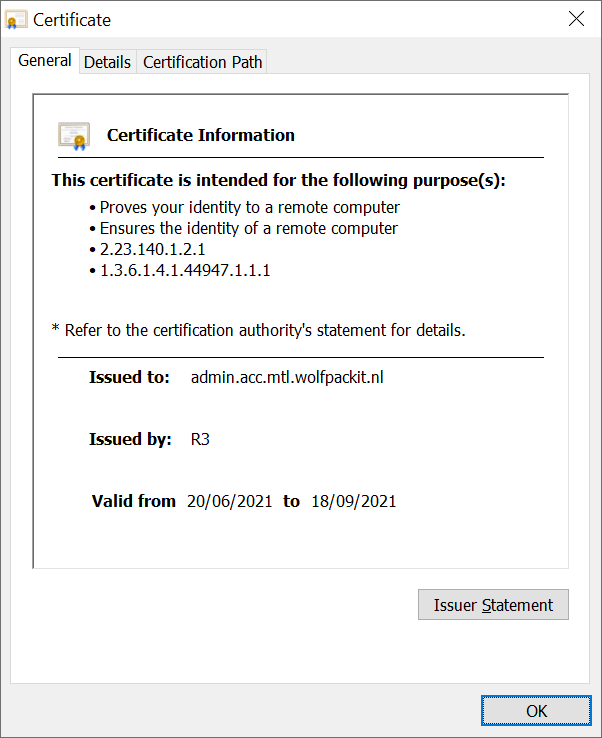 Certificate
General Details Certification Path
Certificate Information
This certificate is intended for the following purpose(s):
• Proves your identity to a remote computer
• Ensures the identity of a remote computer
• 2.23.140.1.2.1
• 1.3.6.1.4.1.44947.1.1.1
* Refer to the certification authority's statement for details.
Issued to: admin.acc.mtl.wolfpackit.nl
Issued by: R3
Valid from 20/06/2021 to 18/09/2021
Issuer Statement
OK